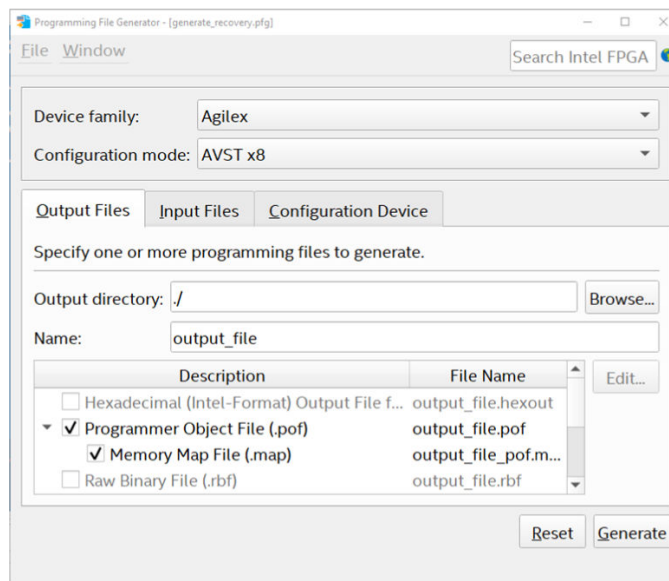 Programming File Generator - [generate_recovery.pfg]
File Window
Search Intel FPGA
Device family: Agilex
Configuration mode: AVST x8
Output Files Input Files Configuration Device
Specify one or more programming files to generate.
Output directory: ./ Browse...
Name: output_file
Description File Name Edit...
Hexadecimal (Intel-Format) Output File f... output_file.hexout
Programmer Object File (.pof) output_file.pof
Memory Map File (.map) output_file_pof.m...
Raw Binary File (.rbf) output_file.rbf
Reset Generate